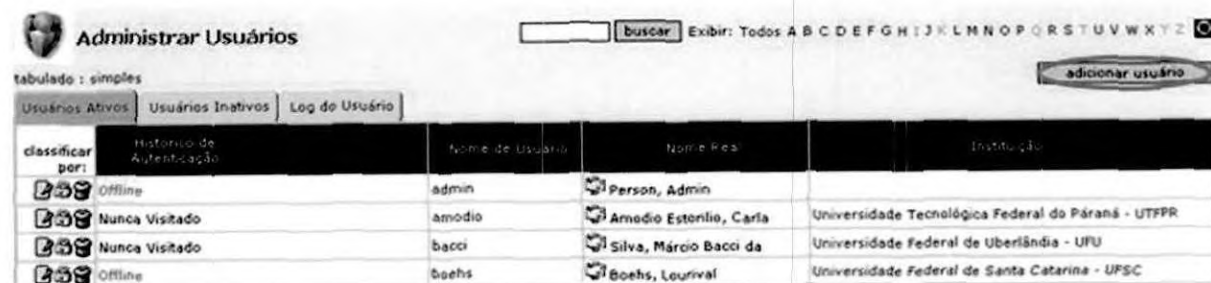 Administrar Usuários
buscar Exibir: Todos A B C D E F G H I J K L M N O P Q R S T U V W X Y Z
tabulado : simples
adicionar usuário
Usuários Ativos Usuários Inativos Log do Usuário
classificar por: Histórico de Autenticação Nome de Usuário Nome Real Instituição
Offline admin Person, Admin
Nunca Visitado amodio Amodio Estorilio, Carla Universidade Tecnológica Federal do Páraná - UTFPR
Nunca Visitado bacci Silva, Márcio Bacci da Universidade Federal de Uberlândia - UFU
Offline boehs Boehs, Lourival Universidade Federal de Santa Catarina - UFSC